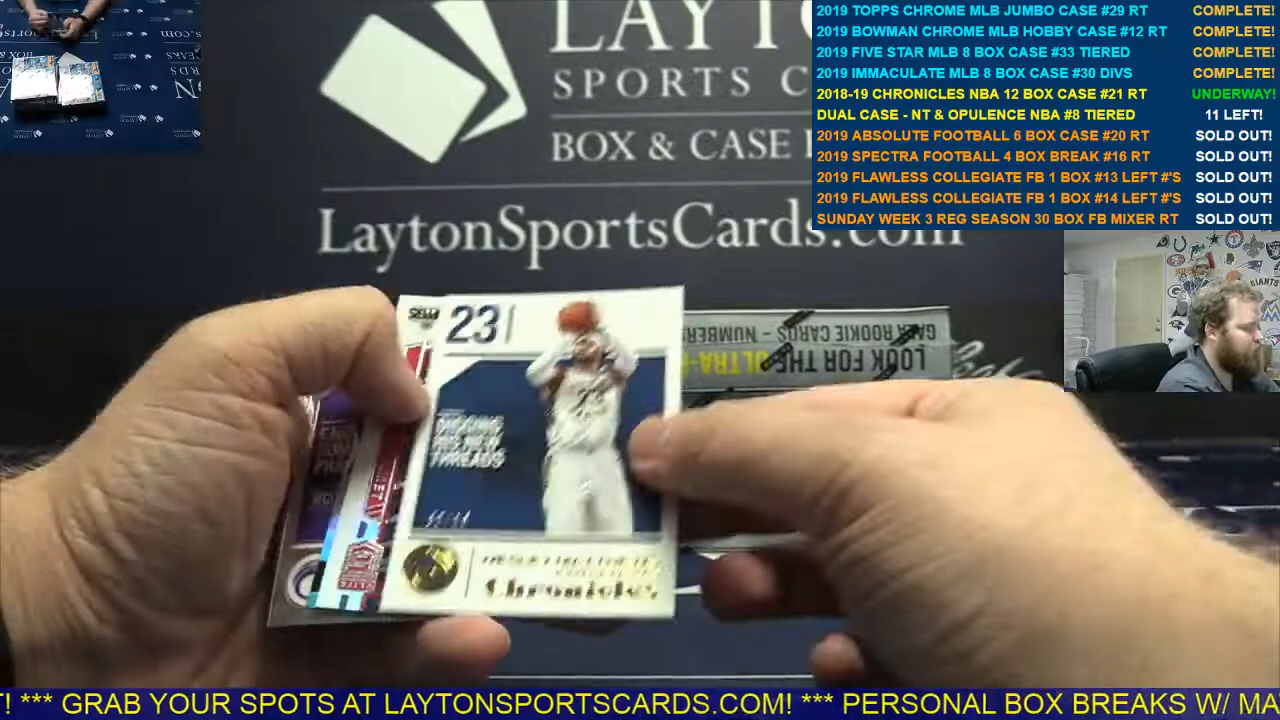 2019 TOPPS CHROME MLB JUMBO CASE #29 RT COMPLETE!
2019 BOWMAN CHROME MLB HOBBY CASE #12 RT COMPLETE!
2019 FIVE STAR MLB 8 BOX CASE #33 TIERED COMPLETE!
2019 IMMACULATE MLB 8 BOX CASE #30 DIVS COMPLETE!
2018-19 CHRONICLES NBA 12 BOX CASE #21 RT UNDERWAY!
DUAL CASE - NT & OPULENCE NBA #8 TIERED 11 LEFT!
2019 ABSOLUTE FOOTBALL 6 BOX CASE #20 RT SOLD OUT!
2019 SPECTRA FOOTBALL 4 BOX BREAK #16 RT SOLD OUT!
2019 FLAWLESS COLLEGIATE FB 1 BOX #13 LEFT #'S SOLD OUT!
2019 FLAWLESS COLLEGIATE FB 1 BOX #14 LEFT #'S SOLD OUT!
SUNDAY WEEK 3 REG SEASON 30 BOX FB MIXER RT SOLD OUT!
LAYTO
SPORTS C
BOX & CASE
LaytonSportsCards.com
LOOK FOR THE ULTRA-
ROOKIE CARDS - NUMBER
23
THREADS
Chronicles
GIANTS
T! *** GRAB YOUR SPOTS AT LAYTONSPORTSCARDS.COM! *** PERSONAL BOX BREAKS W/ MA